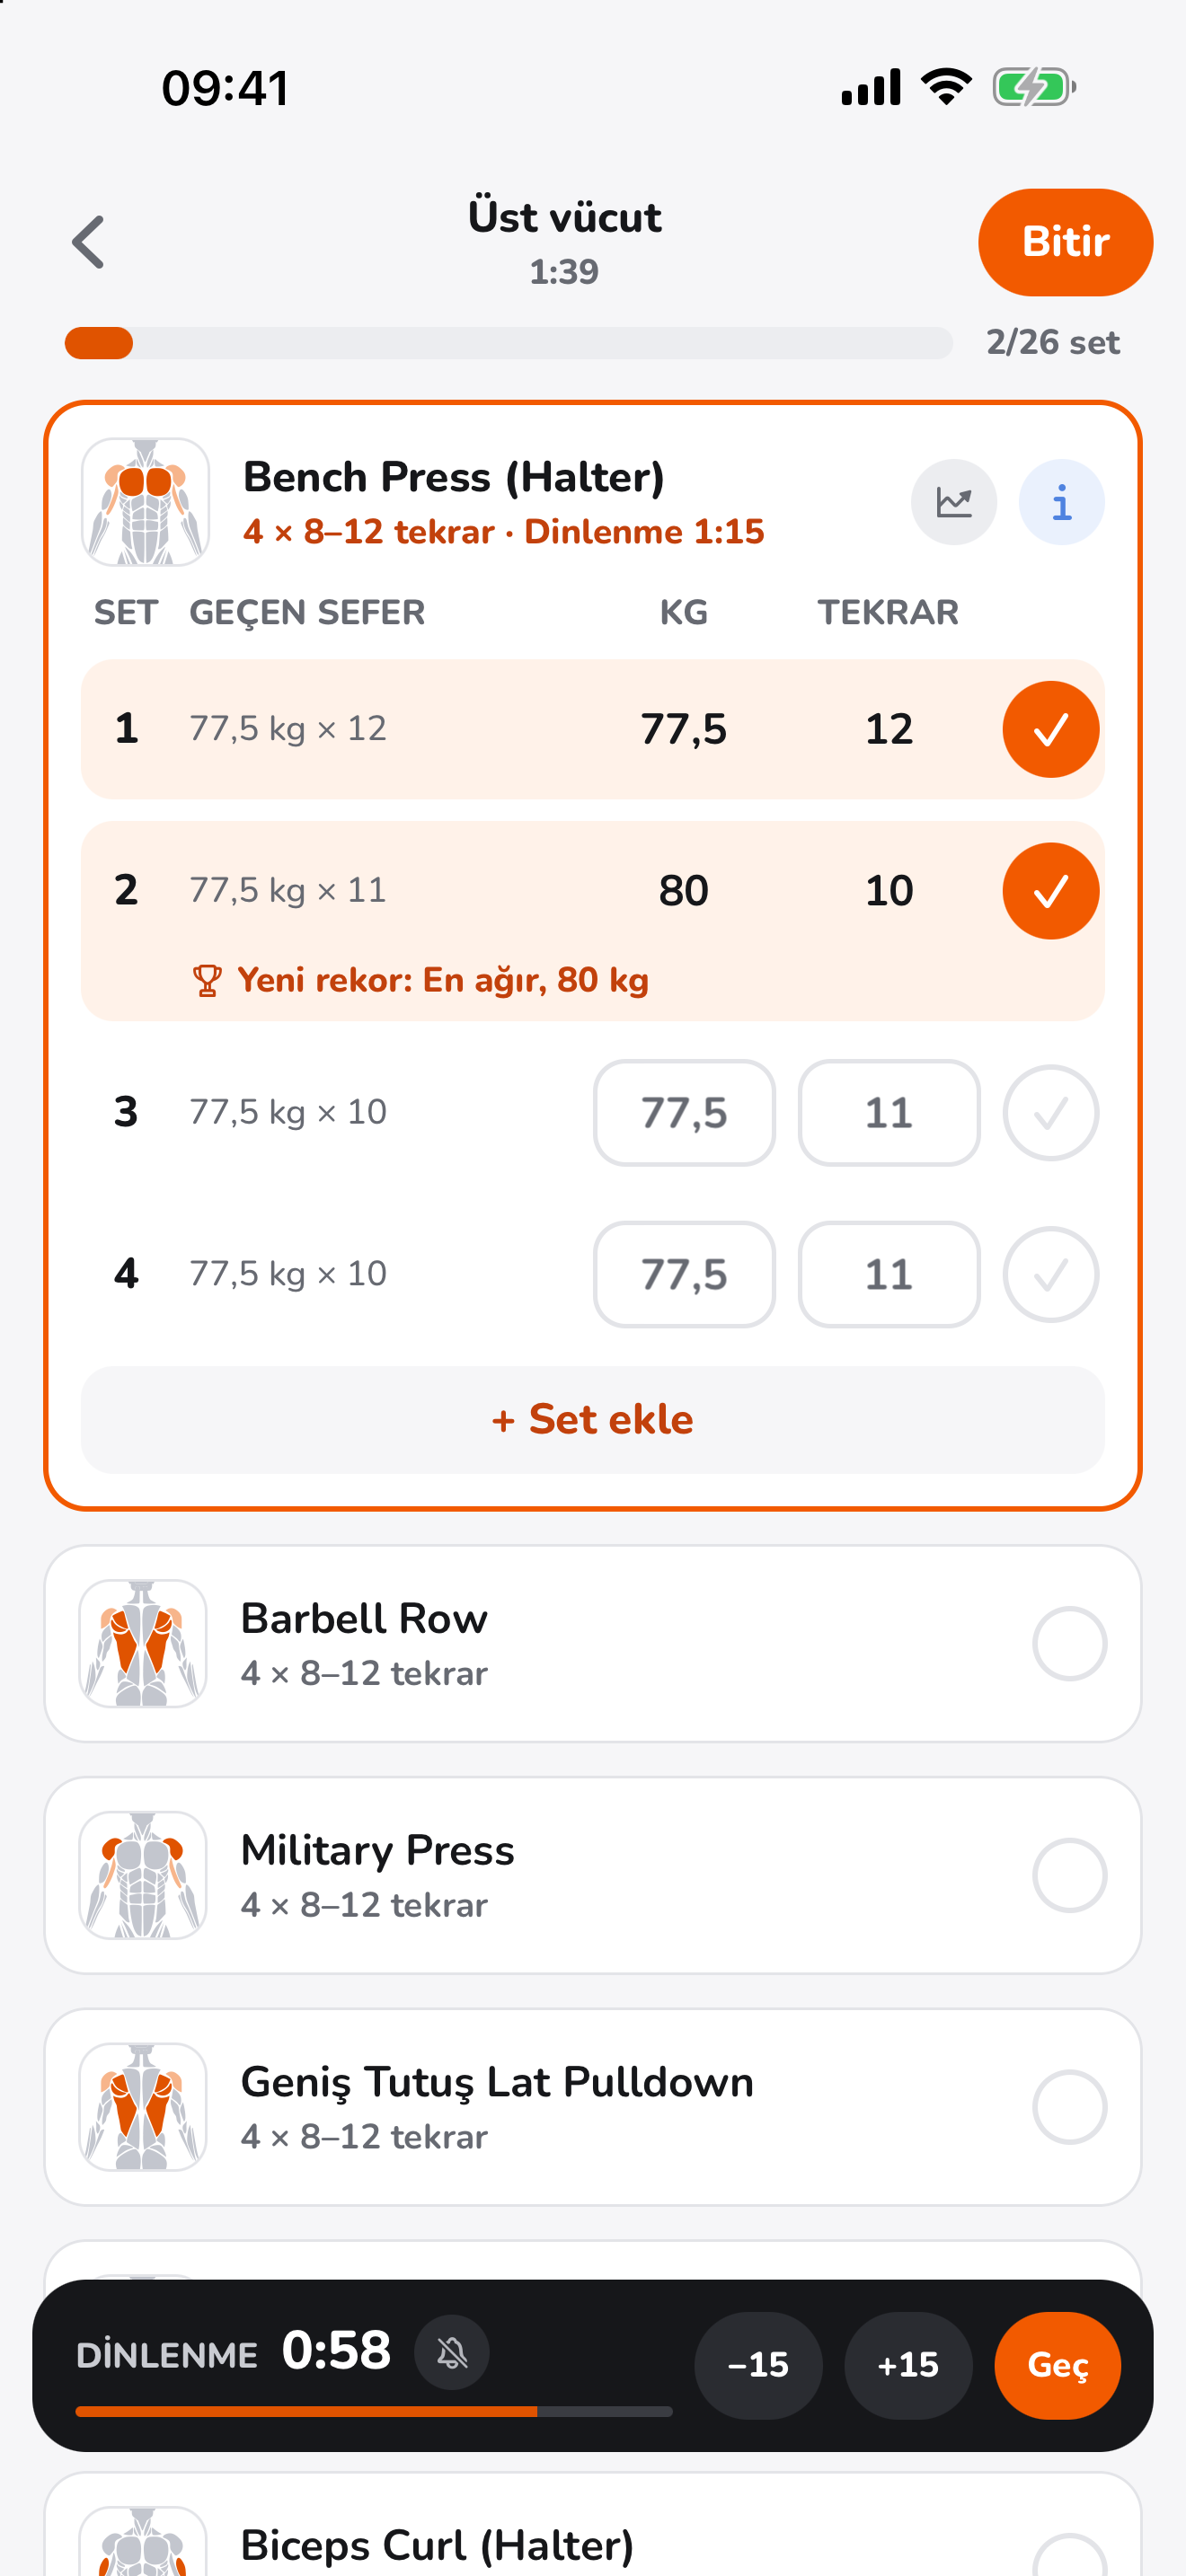 09:41
Üst vücut
1:39
Bitir
2/26 set
Bench Press (Halter)
4 × 8–12 tekrar · Dinlenme 1:15
i
SET GEÇEN SEFER KG TEKRAR
1 77,5 kg × 12 77,5 12
2 77,5 kg × 11 80 10
Yeni rekor: En ağır, 80 kg
3 77,5 kg × 10 77,5 11
4 77,5 kg × 10 77,5 11
+ Set ekle
Barbell Row
4 × 8–12 tekrar
Military Press
4 × 8–12 tekrar
Geniş Tutuş Lat Pulldown
4 × 8–12 tekrar
DİNLENME 0:58 –15 +15 Geç
Biceps Curl (Halter)